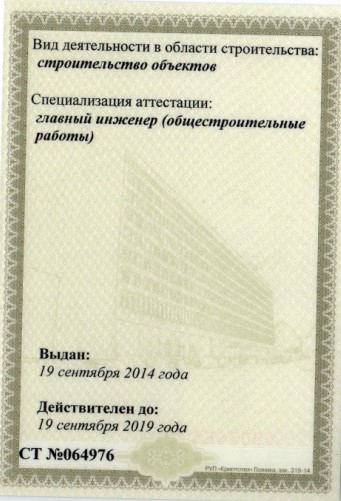 Вид деятельности в области строительства:
строительство объектов
Специализация аттестации:
главный инженер (общестроительные
работы)
Выдан:
19 сентября 2014 года
Действителен до:
19 сентября 2019 года
СТ №064976
РУП «Криптотех» Гознака, зак. 319-14